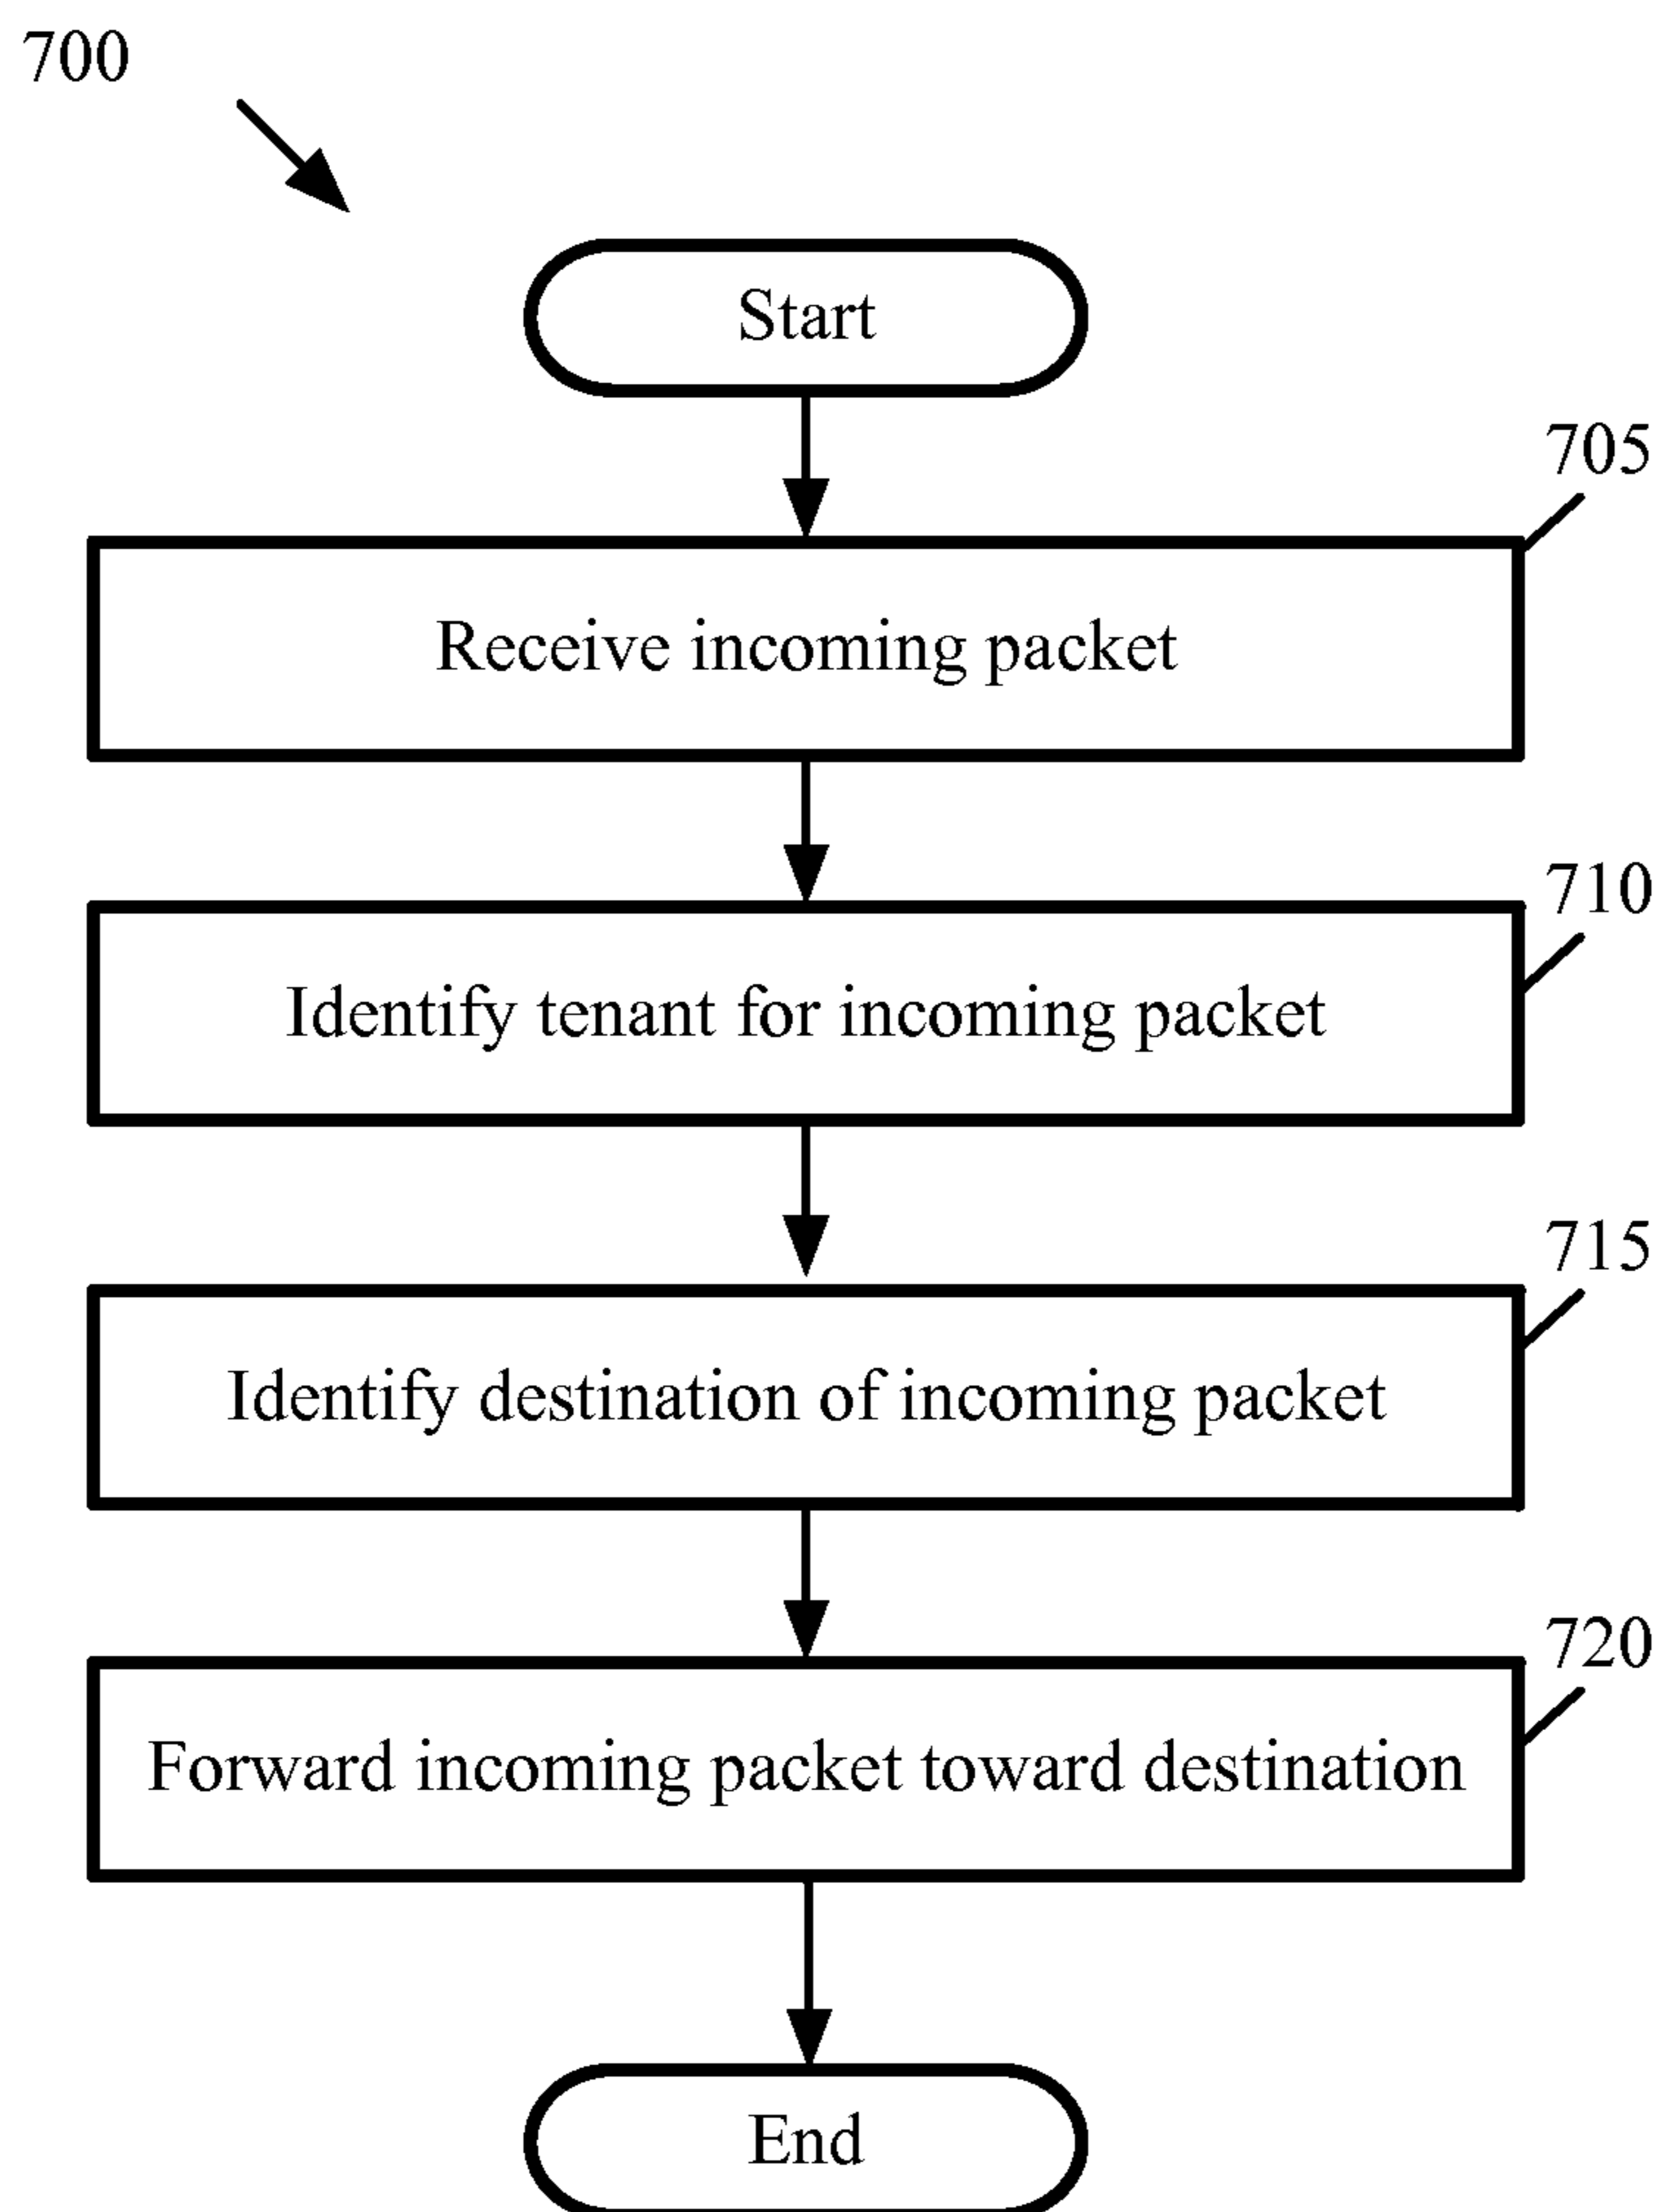 700
Start
705
Receive incoming packet
710
Identify tenant for incoming packet
715
Identify destination of incoming packet
720
Forward incoming packet toward destination
End